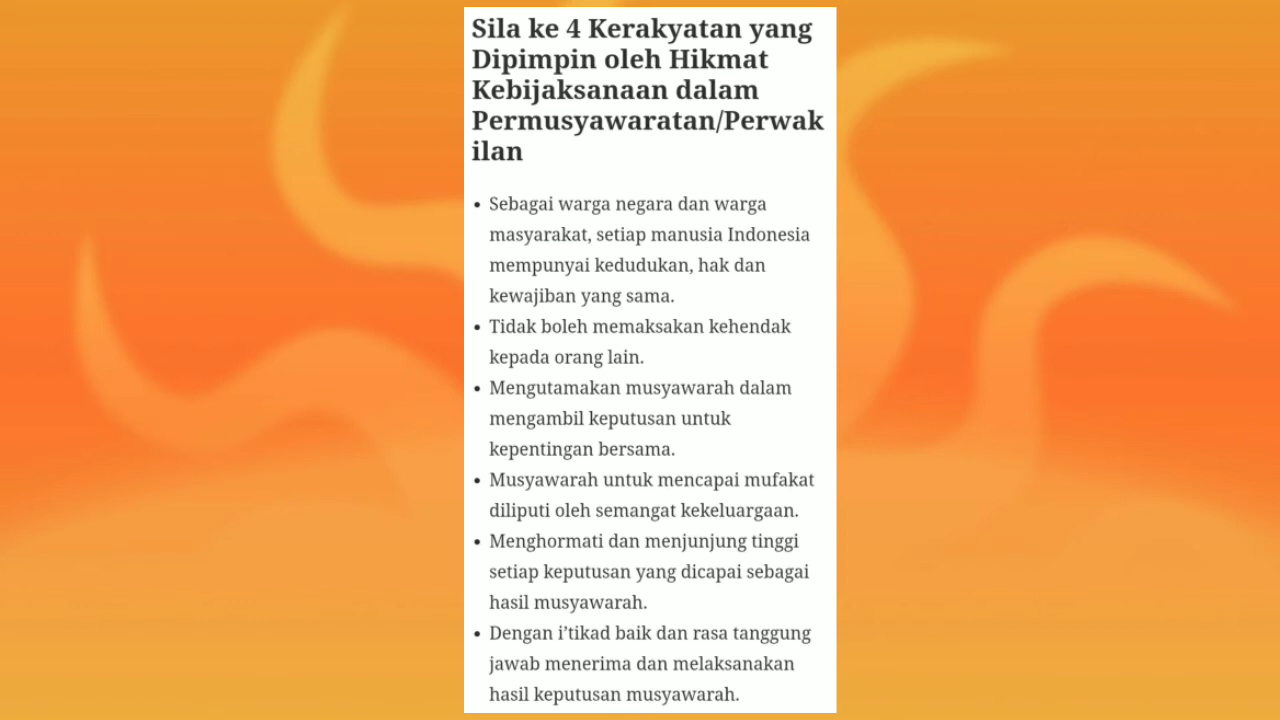 Sila ke 4 Kerakyatan yang
Dipimpin oleh Hikmat
Kebijaksanaan dalam
Permusyawaratan/Perwak
ilan
• Sebagai warga negara dan warga
masyarakat, setiap manusia Indonesia
mempunyai kedudukan, hak dan
kewajiban yang sama.
• Tidak boleh memaksakan kehendak
kepada orang lain.
• Mengutamakan musyawarah dalam
mengambil keputusan untuk
kepentingan bersama.
• Musyawarah untuk mencapai mufakat
diliputi oleh semangat kekeluargaan.
• Menghormati dan menjunjung tinggi
setiap keputusan yang dicapai sebagai
hasil musyawarah.
• Dengan i’tikad baik dan rasa tanggung
jawab menerima dan melaksanakan
hasil keputusan musyawarah.